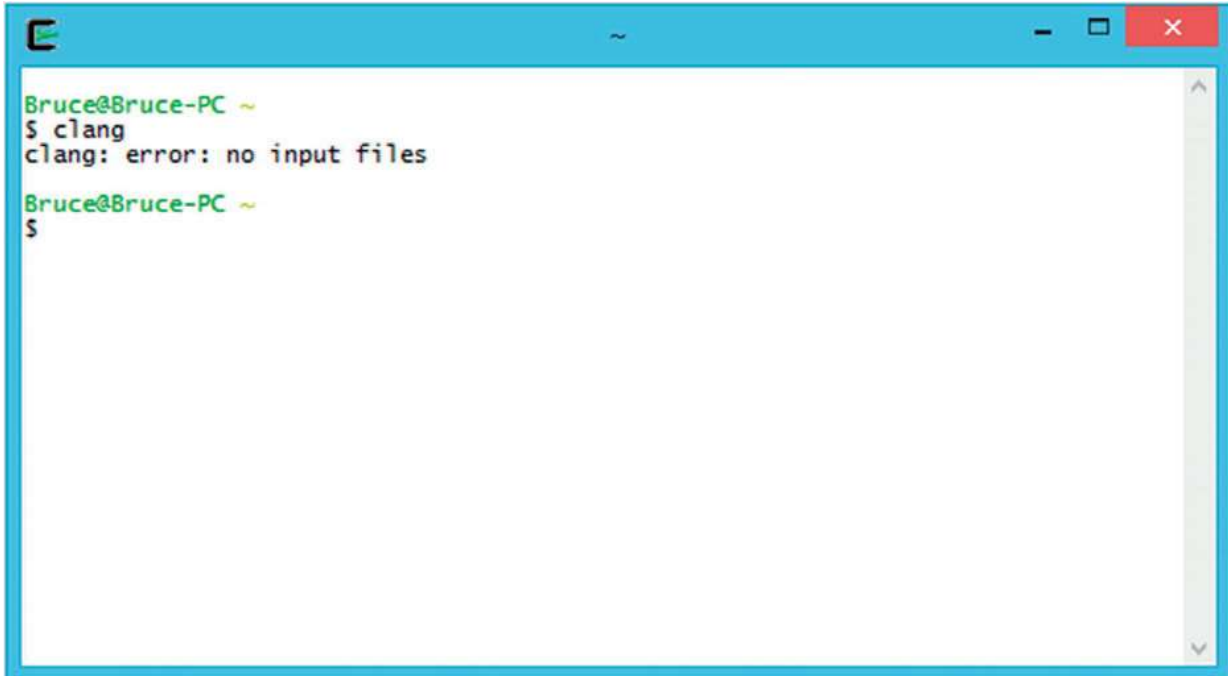 ~
Bruce@Bruce-PC ~
$ clang
clang: error: no input files
Bruce@Bruce-PC ~
$